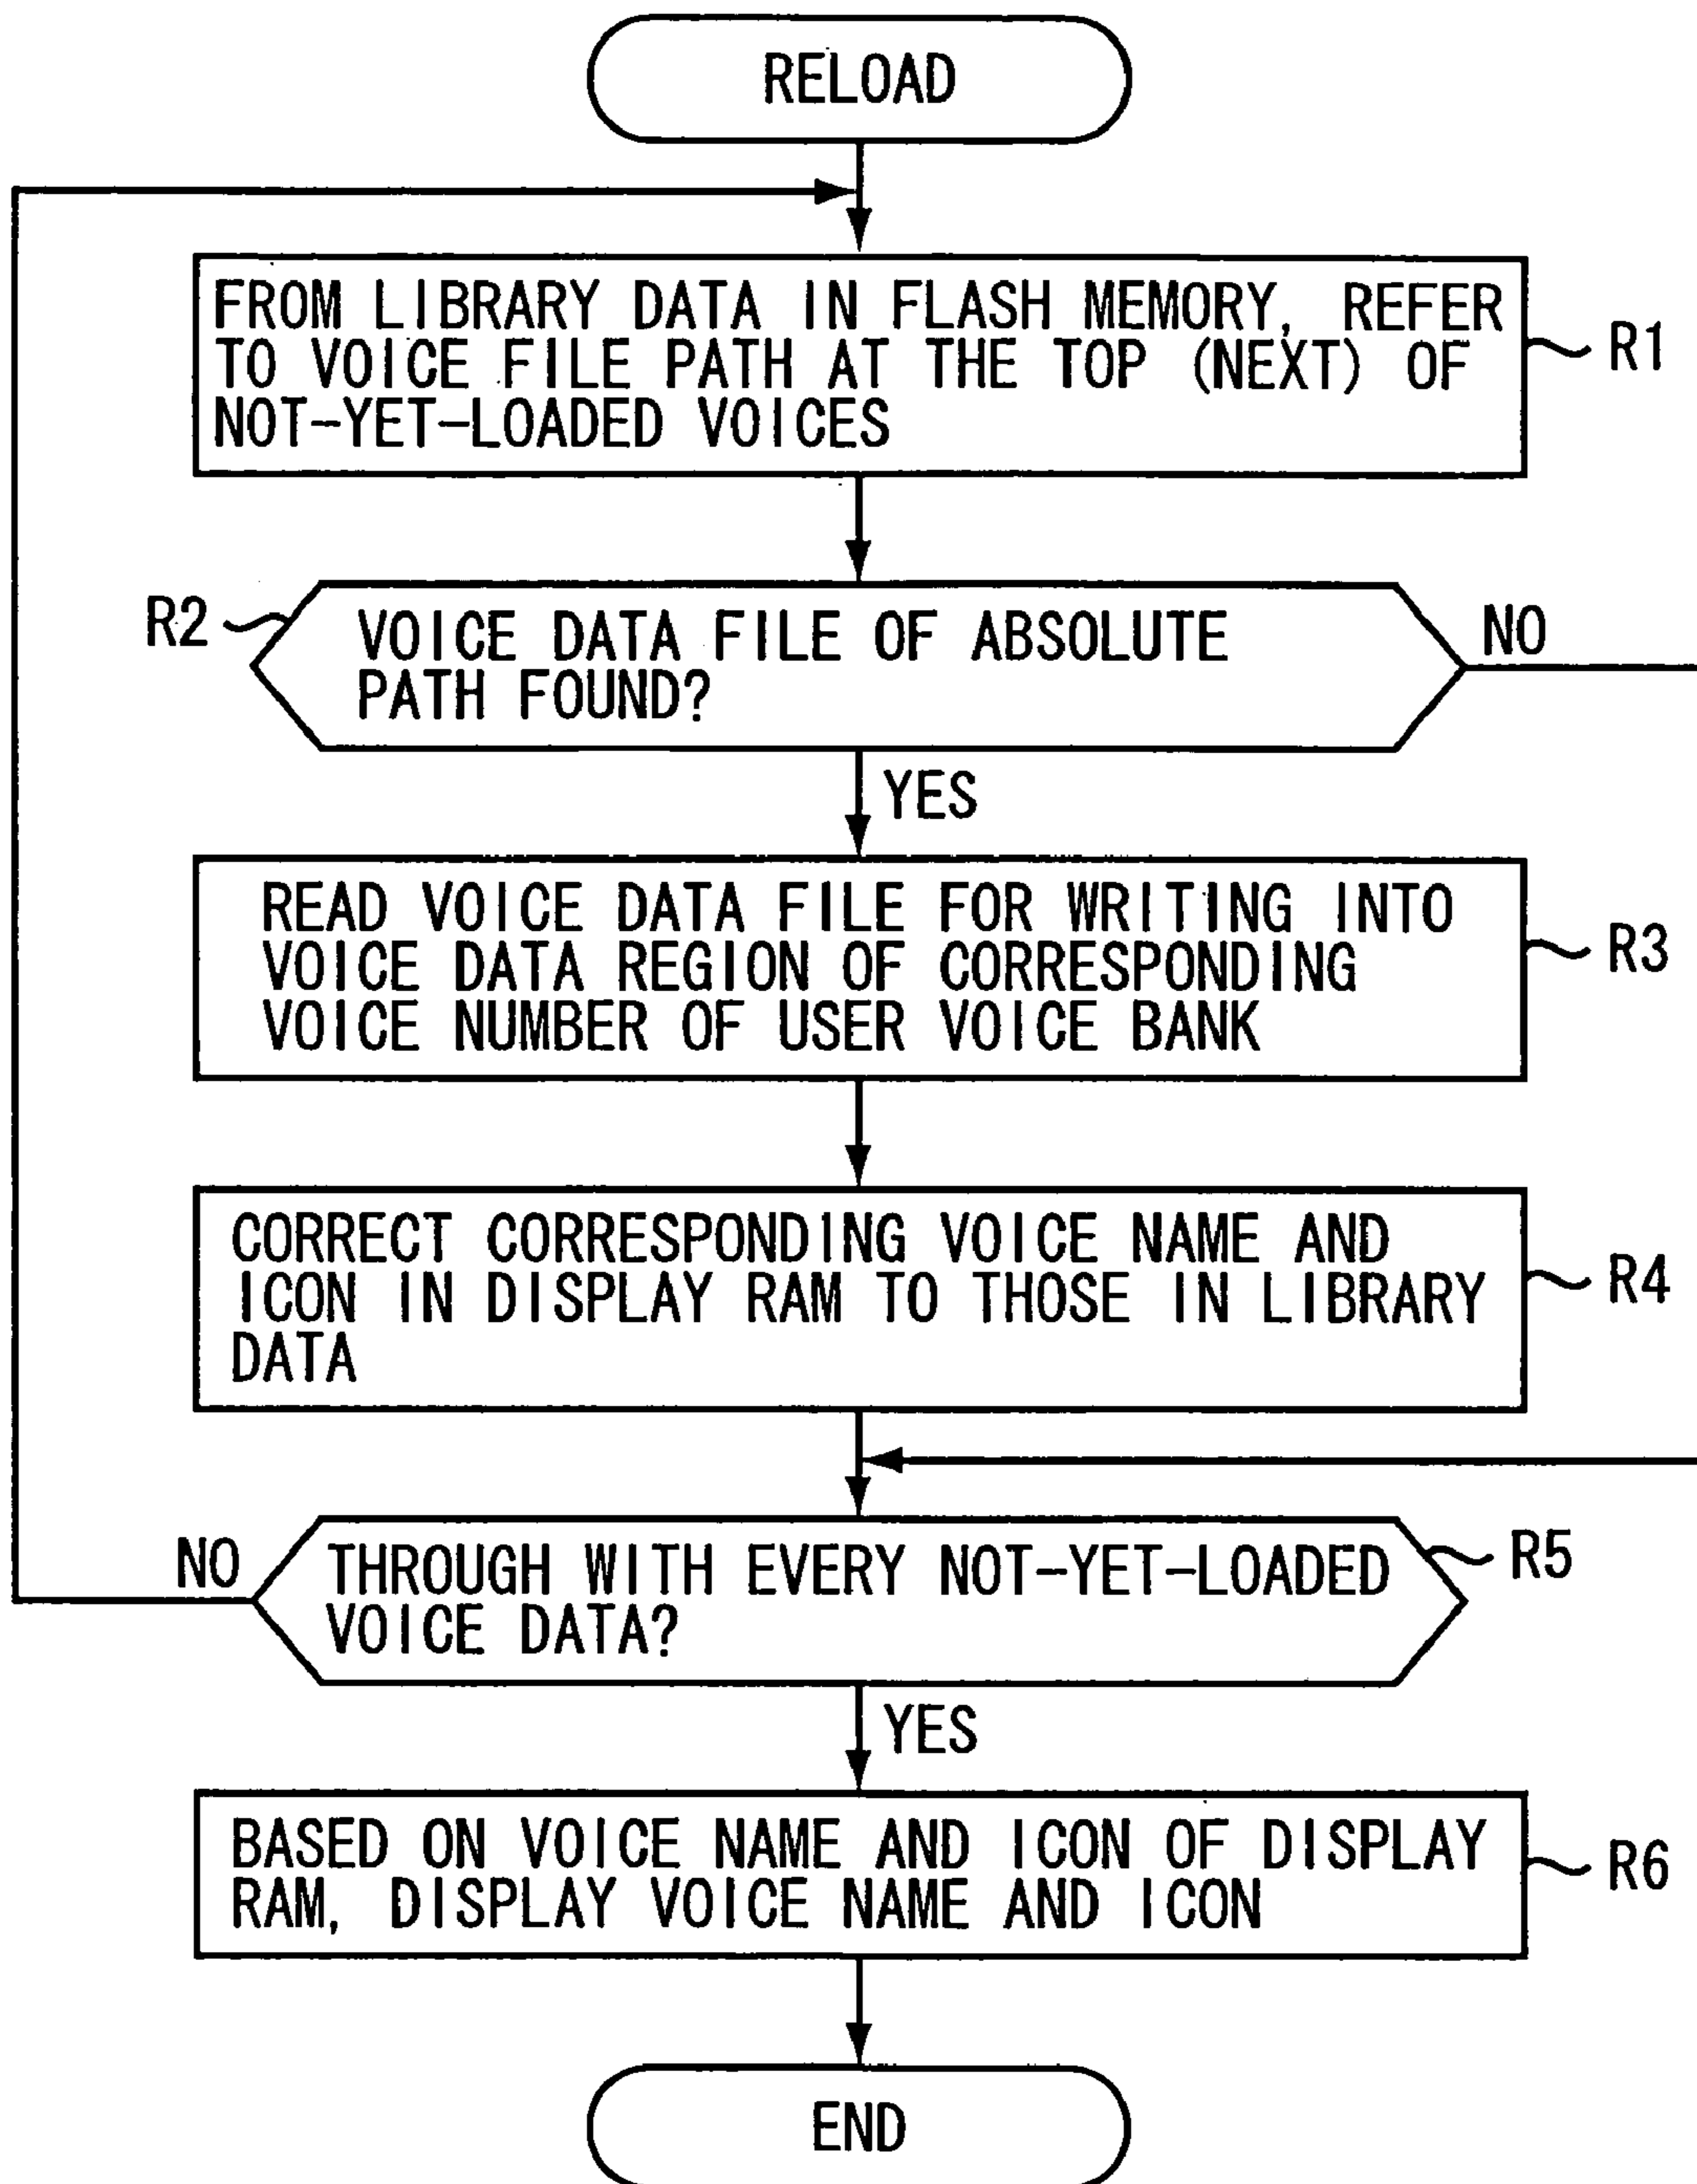 RELOAD
FROM LIBRARY DATA IN FLASH MEMORY, REFER
TO VOICE FILE PATH AT THE TOP (NEXT) OF
NOT-YET-LOADED VOICES
R1
R2
VOICE DATA FILE OF ABSOLUTE
PATH FOUND?
NO
YES
READ VOICE DATA FILE FOR WRITING INTO
VOICE DATA REGION OF CORRESPONDING
VOICE NUMBER OF USER VOICE BANK
R3
CORRECT CORRESPONDING VOICE NAME AND
ICON IN DISPLAY RAM TO THOSE IN LIBRARY
DATA
R4
NO
THROUGH WITH EVERY NOT-YET-LOADED
VOICE DATA?
R5
YES
BASED ON VOICE NAME AND ICON OF DISPLAY
RAM, DISPLAY VOICE NAME AND ICON
R6
END